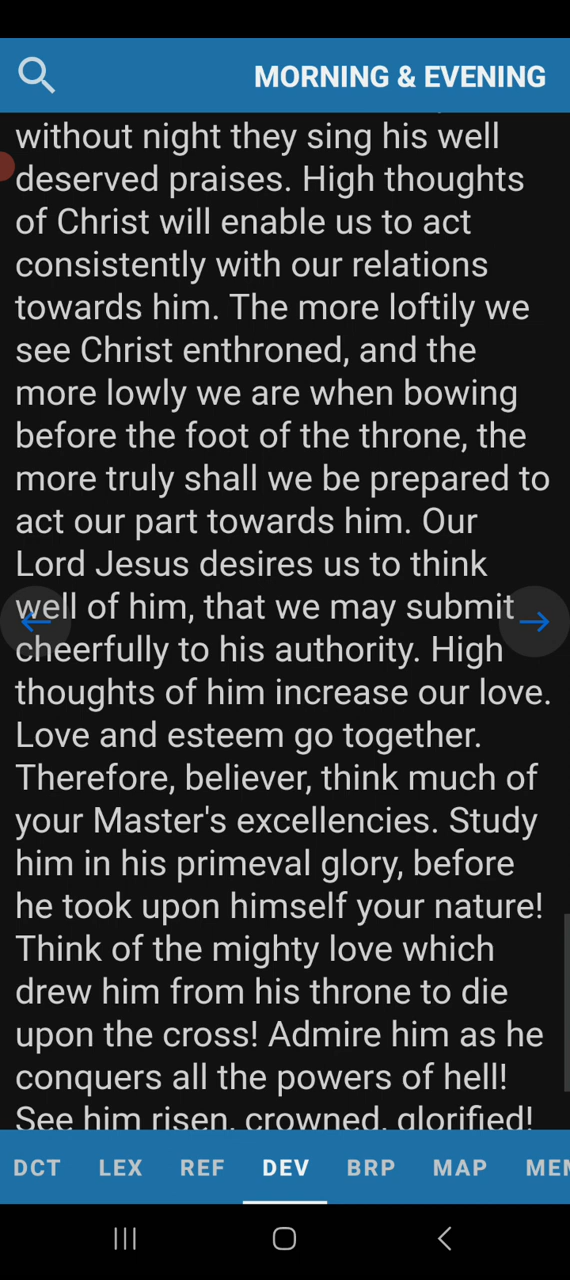 MORNING & EVENING
without night they sing his well
deserved praises. High thoughts
of Christ will enable us to act
consistently with our relations
towards him. The more loftily we
see Christ enthroned, and the
more lowly we are when bowing
before the foot of the throne, the
more truly shall we be prepared to
act our part towards him. Our
Lord Jesus desires us to think
well of him, that we may submit
cheerfully to his authority. High
thoughts of him increase our love.
Love and esteem go together.
Therefore, believer, think much of
your Master's excellencies. Study
him in his primeval glory, before
he took upon himself your nature!
Think of the mighty love which
drew him from his throne to die
upon the cross! Admire him as he
conquers all the powers of hell!
See him risen, crowned, glorified!
DCT LEX REF DEV BRP MAP MEM